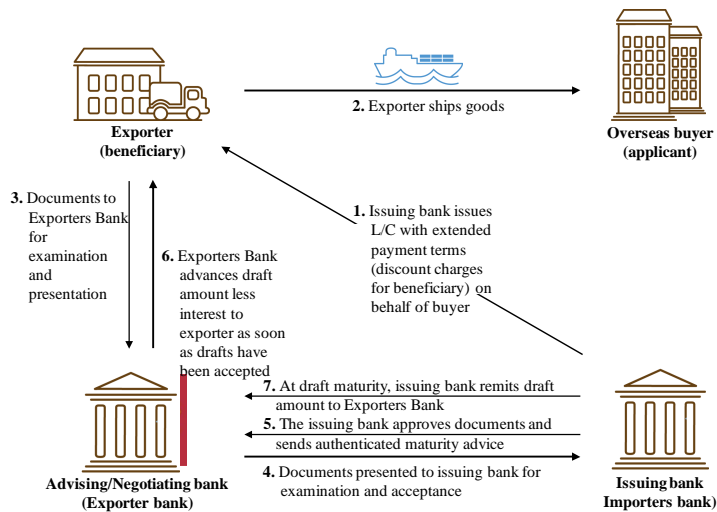 2. Exporter ships goods
Exporter
(beneficiary)
Overseas buyer
(applicant)
1. Issuing bank issues
L/C with extended
payment terms
(discount charges
for beneficiary) on
behalf of buyer
3. Documents to
Exporters Bank
for
examination
and
presentation
6. Exporters Bank
advances draft
amount less
interest to
exporter as soon
as drafts have
been accepted
7. At draft maturity, issuing bank remits draft
amount to Exporters Bank
5. The issuing bank approves documents and
sends authenticated maturity advice
4. Documents presented to issuing bank for
examination and acceptance
Advising/Negotiating bank
(Exporter bank)
Issuing bank
Importers bank)